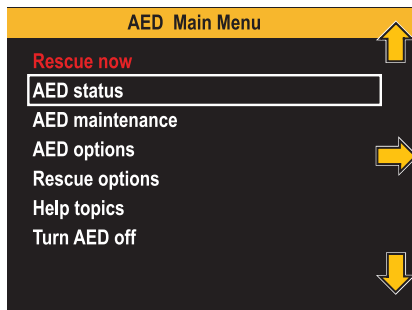 AED Main Menu
Rescue now
AED status
AED maintenance
AED options
Rescue options
Help topics
Turn AED off